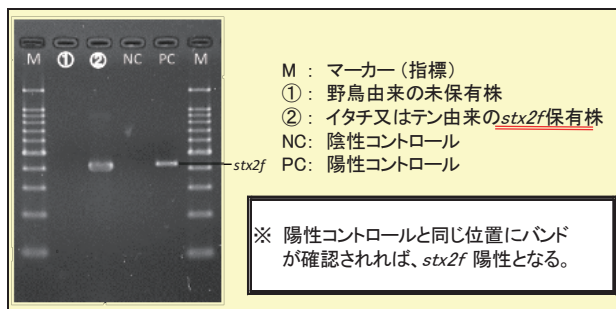 M ① ② NC PC M
stx2f
M : マーカー（指標）
①: 野鳥由来の未保有株
②: イタチ又はテン由来のstx2f保有株
NC: 陰性コントロール
PC: 陽性コントロール
※ 陽性コントロールと同じ位置にバンド
が確認されれば、stx2f 陽性となる。